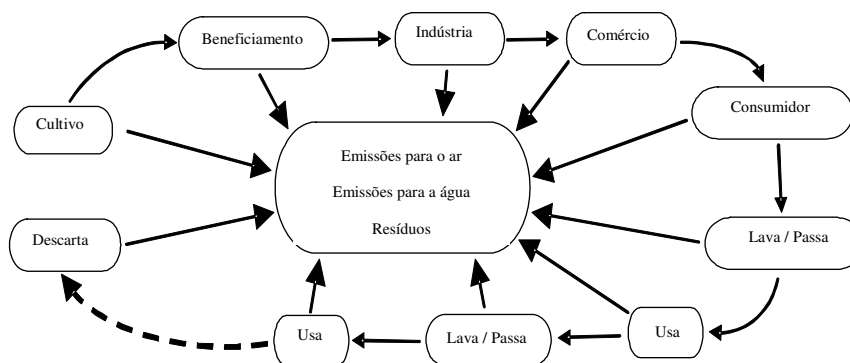 Beneficiamento
Indústria
Comércio
Cultivo
Consumidor
Emissões para o ar
Emissões para a água
Resíduos
Descarta
Lava / Passa
Usa
Lava / Passa
Usa